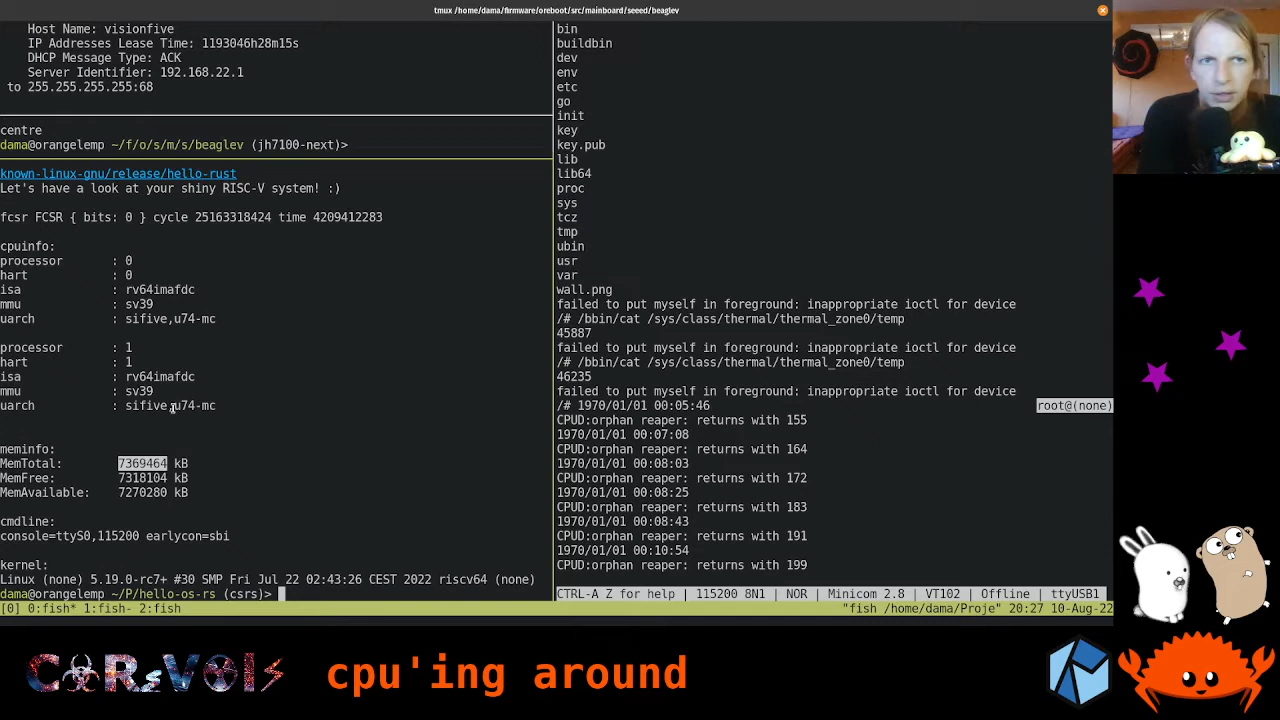 tmux /home/dama/firmware/oreboot/src/mainboard/seeed/beaglev
Host Name: visionfive
IP Addresses Lease Time: 1193046h28m15s
DHCP Message Type: ACK
Server Identifier: 192.168.22.1
to 255.255.255.255:68
centre
dama@orangelemp ~/f/o/s/m/s/beaglev (jh7100-next)>
known-linux-gnu/release/hello-rust
Let's have a look at your shiny RISC-V system! :)
fcsr FCSR { bits: 0 } cycle 25163318424 time 4209412283
cpuinfo:
processor : 0
hart : 0
isa : rv64imafdc
mmu : sv39
uarch : sifive,u74-mc
processor : 1
hart : 1
isa : rv64imafdc
mmu : sv39
uarch : sifive,u74-mc
meminfo:
MemTotal: 7369464 kB
MemFree: 7318104 kB
MemAvailable: 7270280 kB
cmdline:
console=ttyS0,115200 earlycon=sbi
kernel:
Linux (none) 5.19.0-rc7+ #30 SMP Fri Jul 22 02:43:26 CEST 2022 riscv64 (none)
dama@orangelemp ~/P/hello-os-rs (csrs)>
bin
buildbin
dev
env
etc
go
init
key
key.pub
lib
lib64
proc
sys
tcz
tmp
ubin
usr
var
wall.png
failed to put myself in foreground: inappropriate ioctl for device
/# /bbin/cat /sys/class/thermal/thermal_zone0/temp
45887
failed to put myself in foreground: inappropriate ioctl for device
/# /bbin/cat /sys/class/thermal/thermal_zone0/temp
46235
failed to put myself in foreground: inappropriate ioctl for device
/# 1970/01/01 00:05:46 root@(none)
CPUD:orphan reaper: returns with 155
1970/01/01 00:07:08
CPUD:orphan reaper: returns with 164
1970/01/01 00:08:03
CPUD:orphan reaper: returns with 172
1970/01/01 00:08:25
CPUD:orphan reaper: returns with 183
1970/01/01 00:08:43
CPUD:orphan reaper: returns with 191
1970/01/01 00:10:54
CPUD:orphan reaper: returns with 199
CTRL-A Z for help | 115200 8N1 | NOR | Minicom 2.8 | VT102 | Offline | ttyUSB1
[0] 0:fish* 1:fish- 2:fish "fish /home/dama/Proje" 20:27 10-Aug-22
cpu'ing around